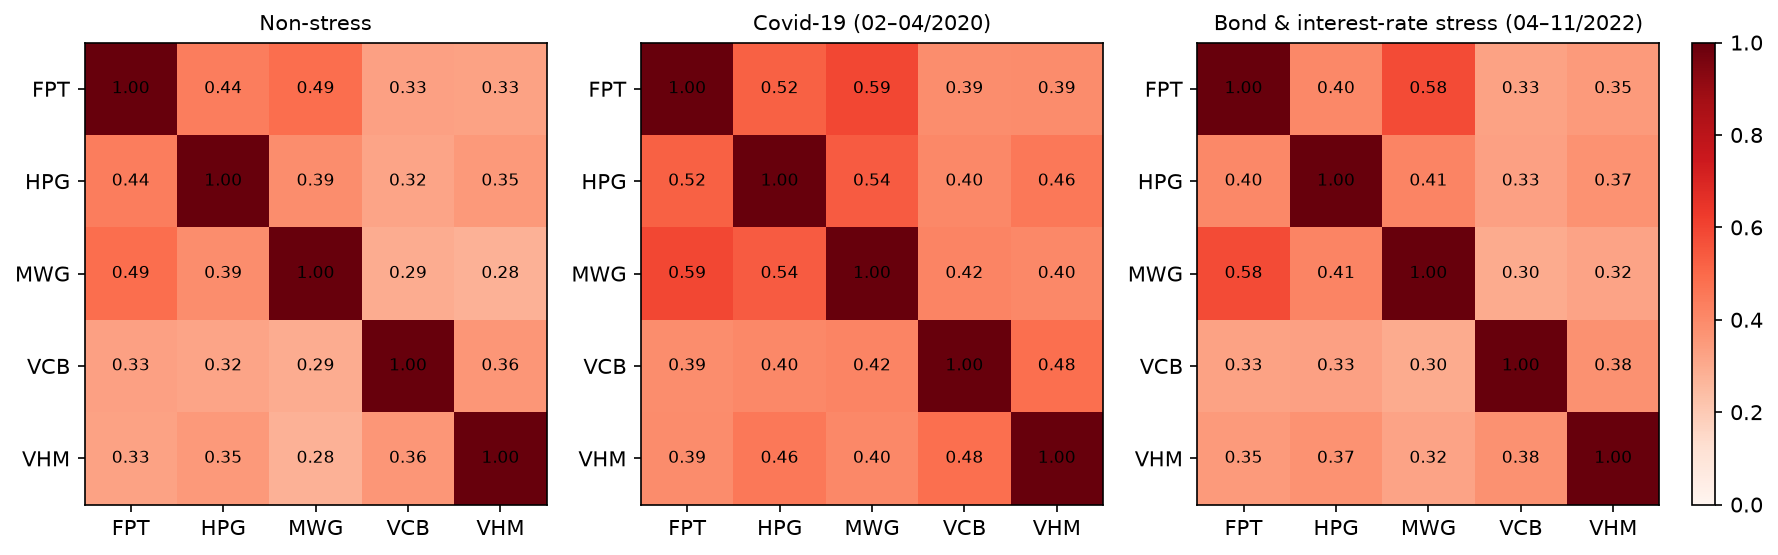 Non-stress
FPT 1.00 0.44 0.49 0.33 0.33
HPG 0.44 1.00 0.39 0.32 0.35
MWG 0.49 0.39 1.00 0.29 0.28
VCB 0.33 0.32 0.29 1.00 0.36
VHM 0.33 0.35 0.28 0.36 1.00
FPT HPG MWG VCB VHM
Covid-19 (02–04/2020)
FPT 1.00 0.52 0.59 0.39 0.39
HPG 0.52 1.00 0.54 0.40 0.46
MWG 0.59 0.54 1.00 0.42 0.40
VCB 0.39 0.40 0.42 1.00 0.48
VHM 0.39 0.46 0.40 0.48 1.00
FPT HPG MWG VCB VHM
Bond & interest-rate stress (04–11/2022)
FPT 1.00 0.40 0.58 0.33 0.35
HPG 0.40 1.00 0.41 0.33 0.37
MWG 0.58 0.41 1.00 0.30 0.32
VCB 0.33 0.33 0.30 1.00 0.38
VHM 0.35 0.37 0.32 0.38 1.00
FPT HPG MWG VCB VHM
1.0
0.8
0.6
0.4
0.2
0.0